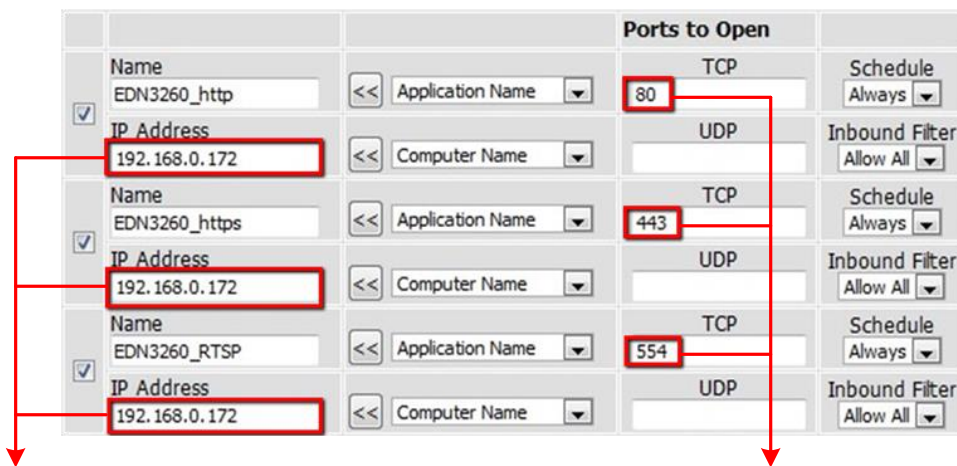 Ports to Open
Name TCP Schedule
EDN3260_http << Application Name 80 Always
IP Address UDP Inbound Filter
192.168.0.172 << Computer Name Allow All
Name TCP Schedule
EDN3260_https << Application Name 443 Always
IP Address UDP Inbound Filter
192.168.0.172 << Computer Name Allow All
Name TCP Schedule
EDN3260_RTSP << Application Name 554 Always
IP Address UDP Inbound Filter
192.168.0.172 << Computer Name Allow All